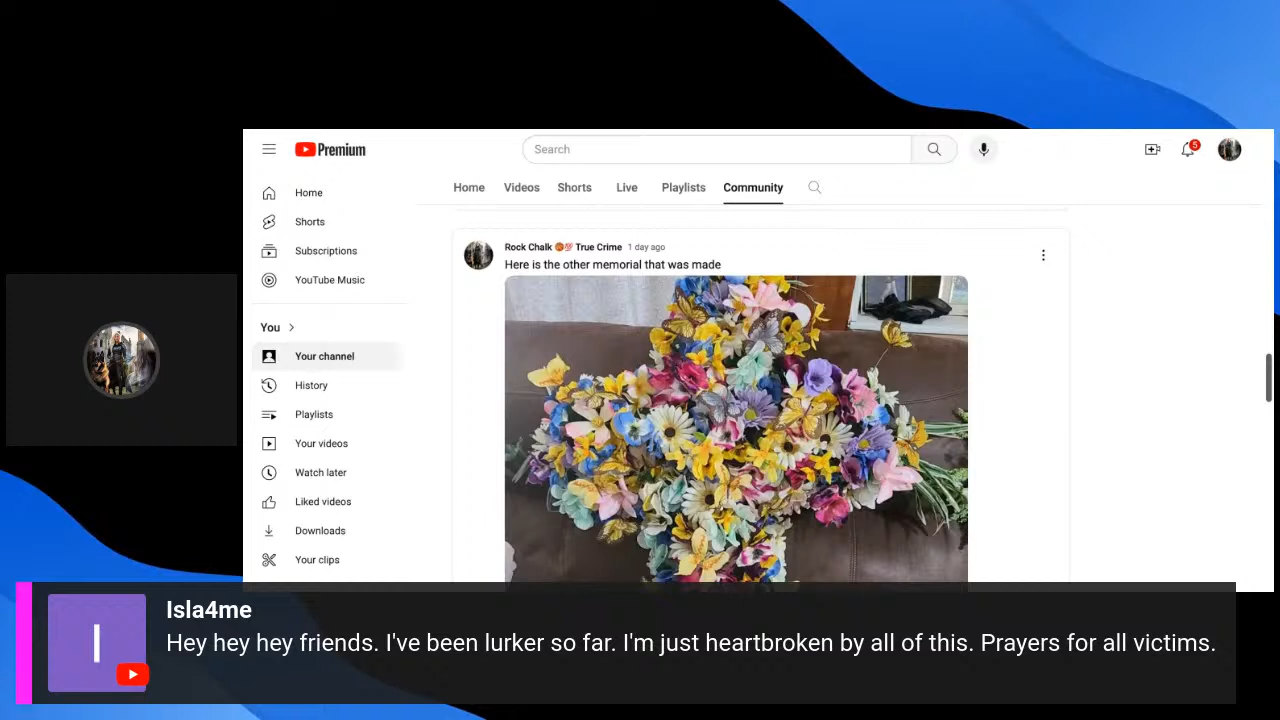 Premium
Search
5
Home
Videos
Shorts
Live
Playlists
Community
Home
Shorts
Subscriptions
YouTube Music
You
Your channel
History
Playlists
Your videos
Watch later
Liked videos
Downloads
Your clips
Rock Chalk 🏀💯 True Crime 1 day ago
Here is the other memorial that was made
I
Isla4me
Hey hey hey friends. I've been lurker so far. I'm just heartbroken by all of this. Prayers for all victims.